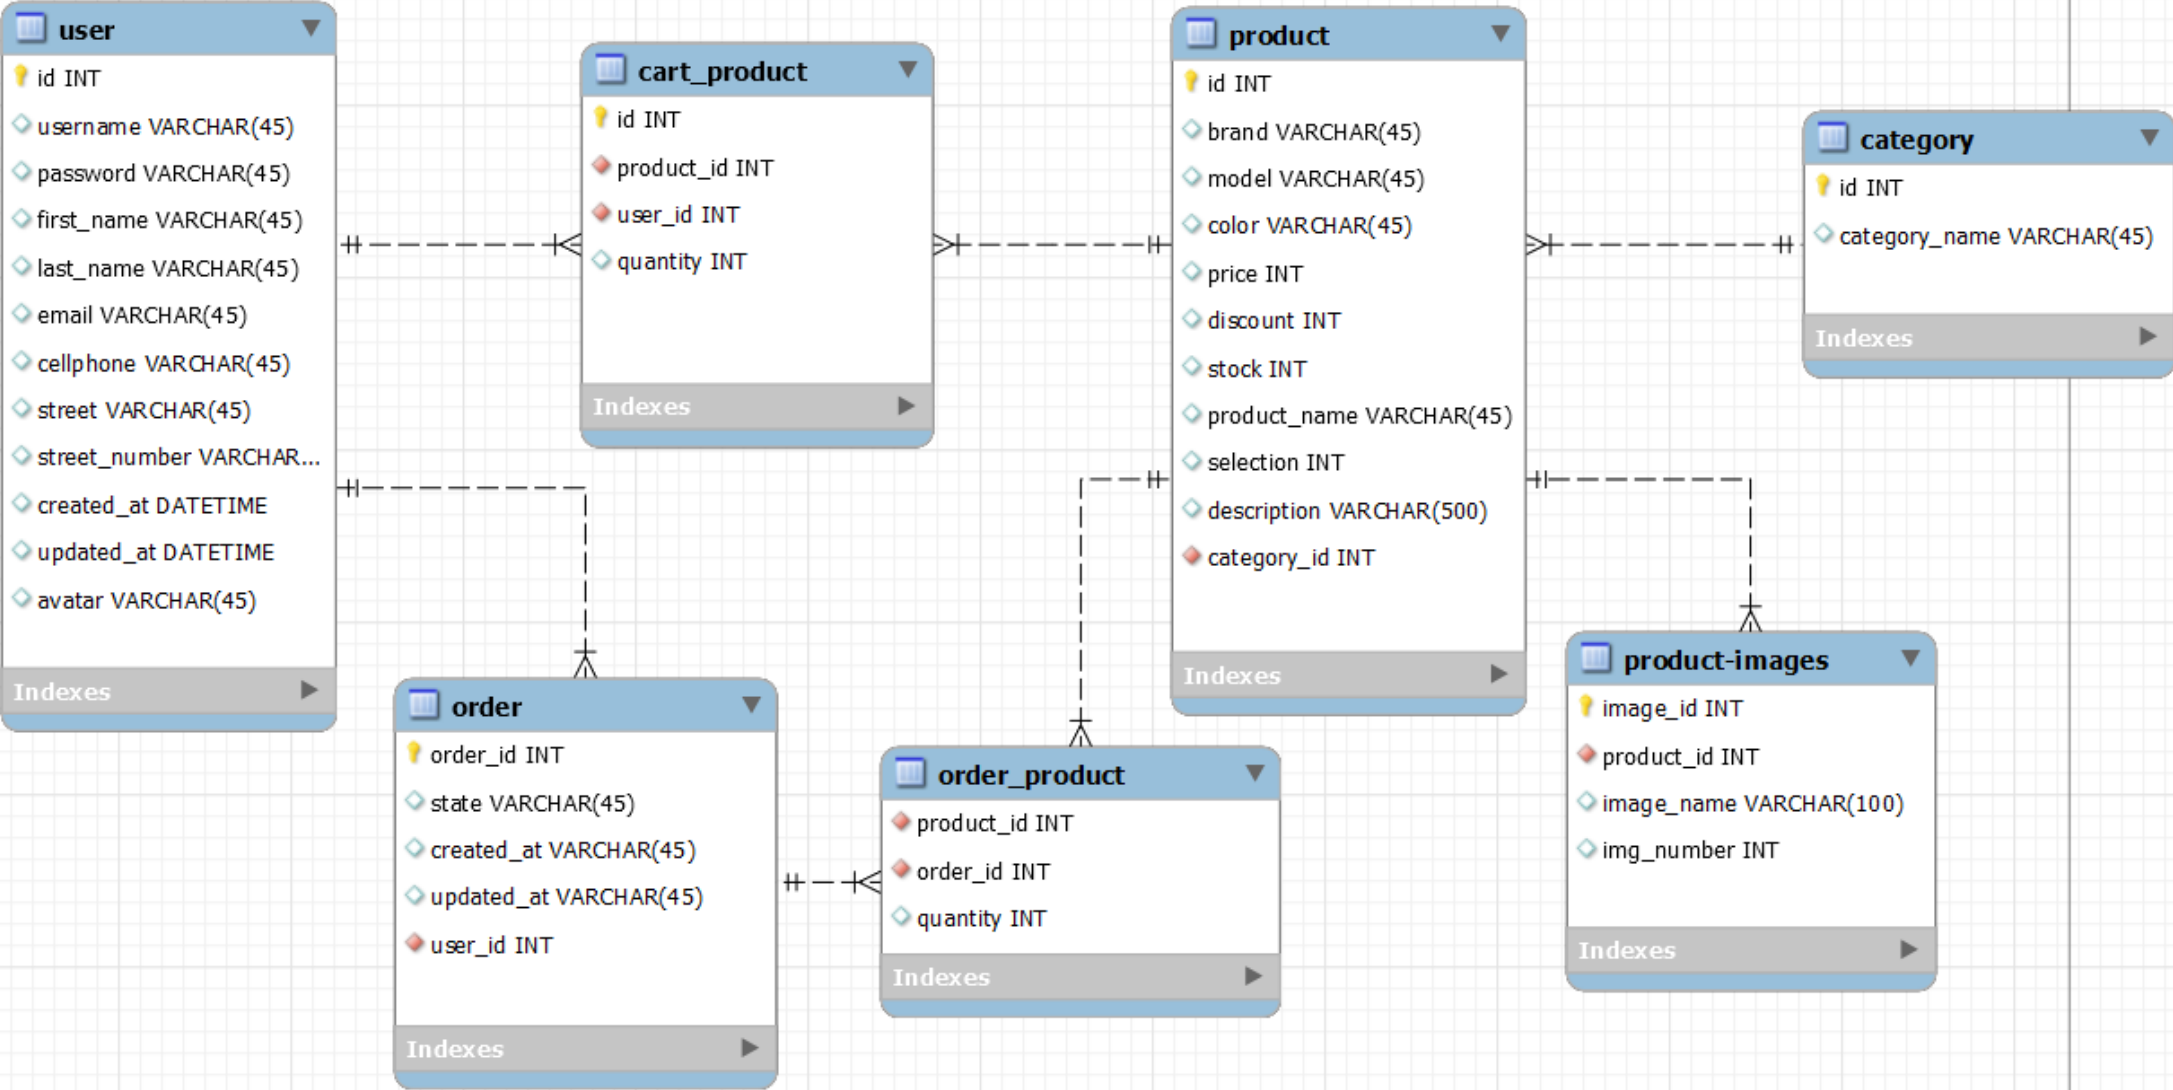 user
id INT
username VARCHAR(45)
password VARCHAR(45)
first_name VARCHAR(45)
last_name VARCHAR(45)
email VARCHAR(45)
cellphone VARCHAR(45)
street VARCHAR(45)
street_number VARCHAR...
created_at DATETIME
updated_at DATETIME
avatar VARCHAR(45)
Indexes
cart_product
id INT
product_id INT
user_id INT
quantity INT
Indexes
product
id INT
brand VARCHAR(45)
model VARCHAR(45)
color VARCHAR(45)
price INT
discount INT
stock INT
product_name VARCHAR(45)
selection INT
description VARCHAR(500)
category_id INT
Indexes
category
id INT
category_name VARCHAR(45)
Indexes
order
order_id INT
state VARCHAR(45)
created_at VARCHAR(45)
updated_at VARCHAR(45)
user_id INT
Indexes
order_product
product_id INT
order_id INT
quantity INT
Indexes
product-images
image_id INT
product_id INT
image_name VARCHAR(100)
img_number INT
Indexes